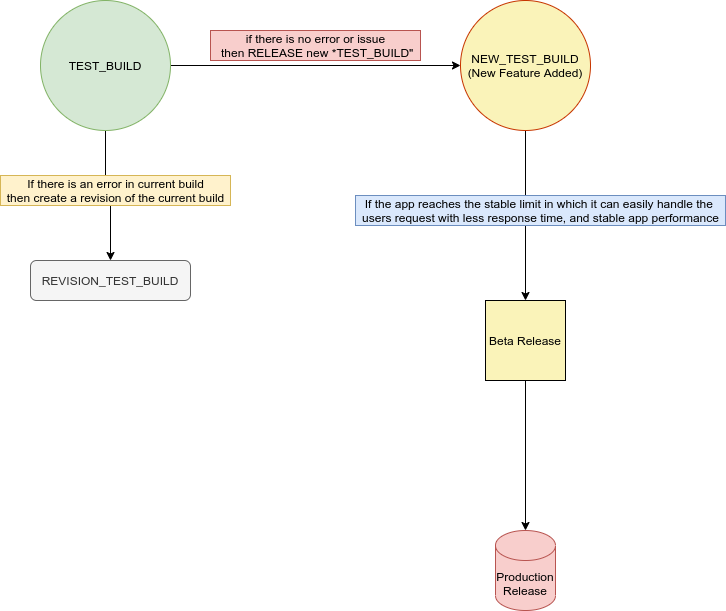 if there is no error or issue
then RELEASE new *TEST_BUILD"
TEST_BUILD
NEW_TEST_BUILD
(New Feature Added)
If there is an error in current build
then create a revision of the current build
If the app reaches the stable limit in which it can easily handle the
users request with less response time, and stable app performance
REVISION_TEST_BUILD
Beta Release
Production
Release